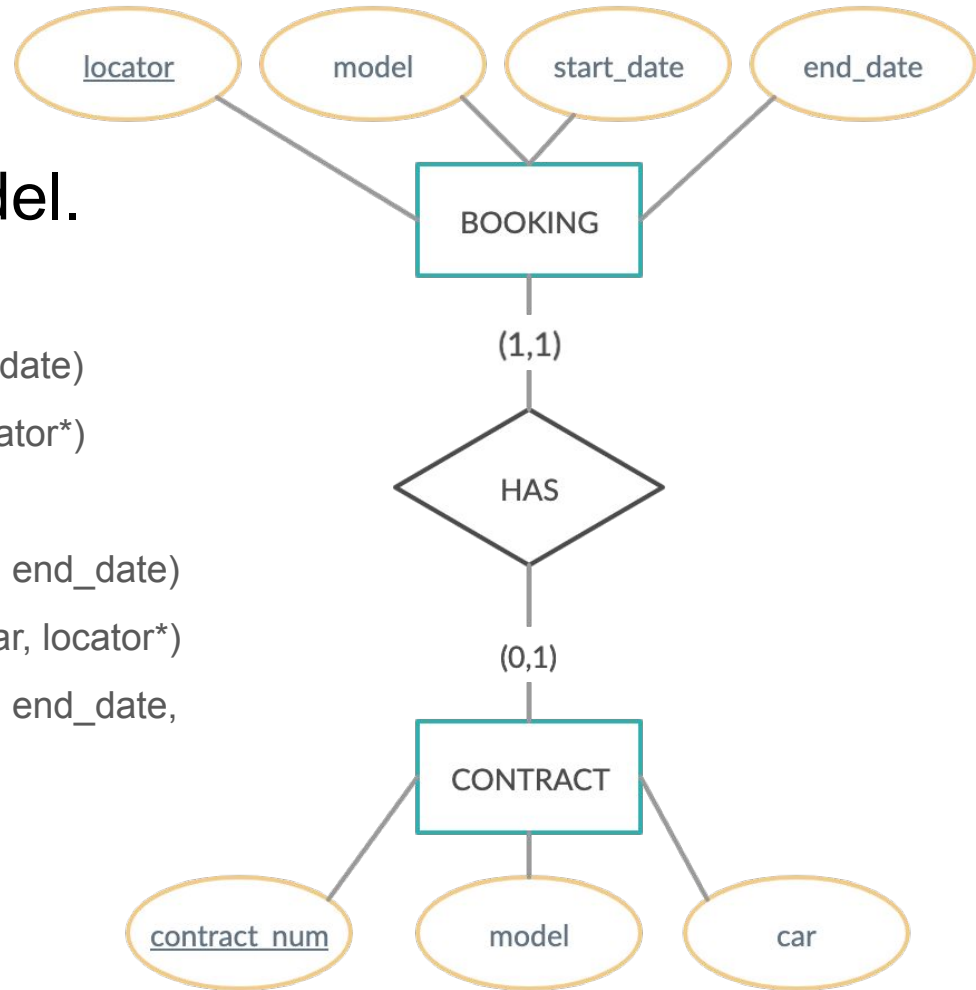 locator
model
start_date
end_date
del.
BOOKING
(1,1)
date)
ator*)
HAS
end_date)
ar, locator*)
(0,1)
end_date,
CONTRACT
contract_num
model
car